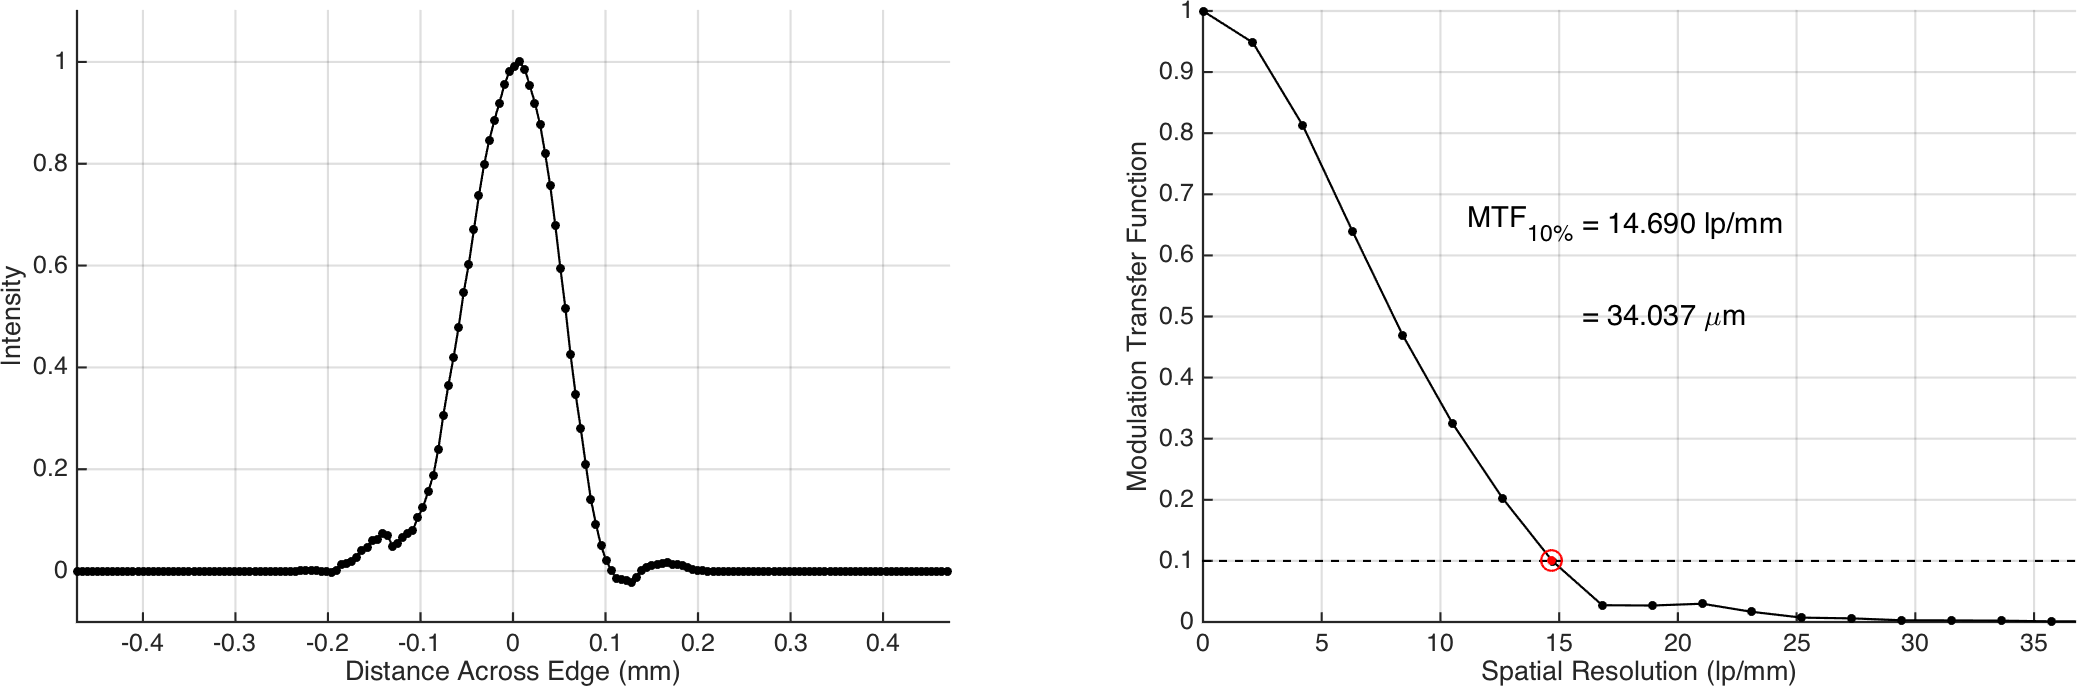 Intensity
1
0.8
0.6
0.4
0.2
0
-0.4 -0.3 -0.2 -0.1 0 0.1 0.2 0.3 0.4
Distance Across Edge (mm)
Modulation Transfer Function
1
0.9
0.8
0.7
0.6
0.5
0.4
0.3
0.2
0.1
0
MTF10% = 14.690 lp/mm
= 34.037 μm
0 5 10 15 20 25 30 35
Spatial Resolution (lp/mm)